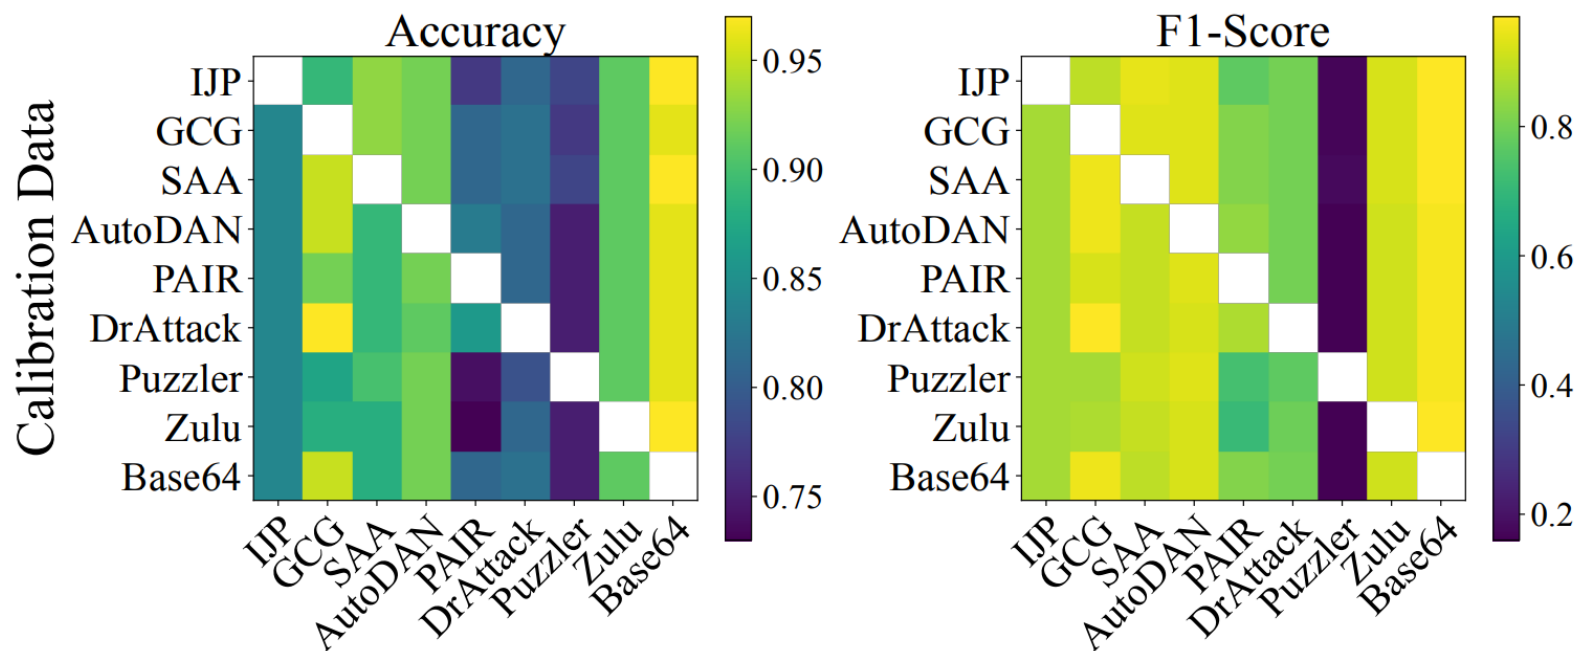 Accuracy
Calibration Data
IJP
GCG
SAA
AutoDAN
PAIR
DrAttack
Puzzler
Zulu
Base64
IJP
GCG
SAA
AutoDAN
PAIR
DrAttack
Puzzler
Zulu
Base64
0.95
0.90
0.85
0.80
0.75
F1-Score
IJP
GCG
SAA
AutoDAN
PAIR
DrAttack
Puzzler
Zulu
Base64
IJP
GCG
SAA
AutoDAN
PAIR
DrAttack
Puzzler
Zulu
Base64
0.8
0.6
0.4
0.2